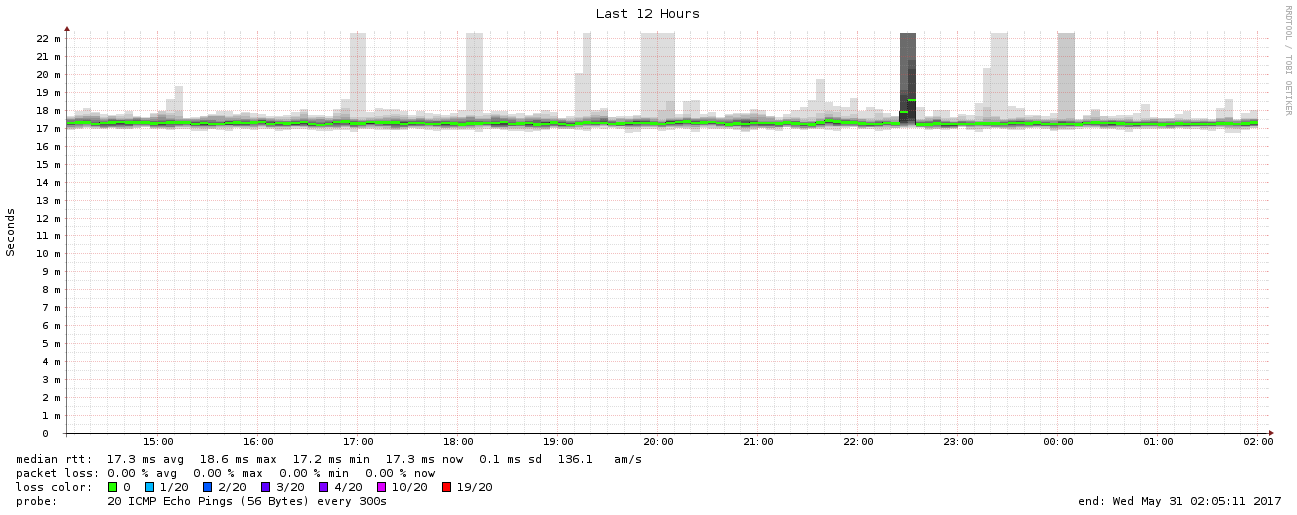 Last 12 Hours
RRDTOOL / TOBI OETIKER
Seconds
22 m
21 m
20 m
19 m
18 m
17 m
16 m
15 m
14 m
13 m
12 m
11 m
10 m
9 m
8 m
7 m
6 m
5 m
4 m
3 m
2 m
1 m
0
15:00 16:00 17:00 18:00 19:00 20:00 21:00 22:00 23:00 00:00 01:00 02:00
median rtt: 17.3 ms avg 18.6 ms max 17.2 ms min 17.3 ms now 0.1 ms sd 136.1 am/s
packet loss: 0.00 % avg 0.00 % max 0.00 % min 0.00 % now
loss color: 0 1/20 2/20 3/20 4/20 10/20 19/20
probe: 20 ICMP Echo Pings (56 Bytes) every 300s end: Wed May 31 02:05:11 2017